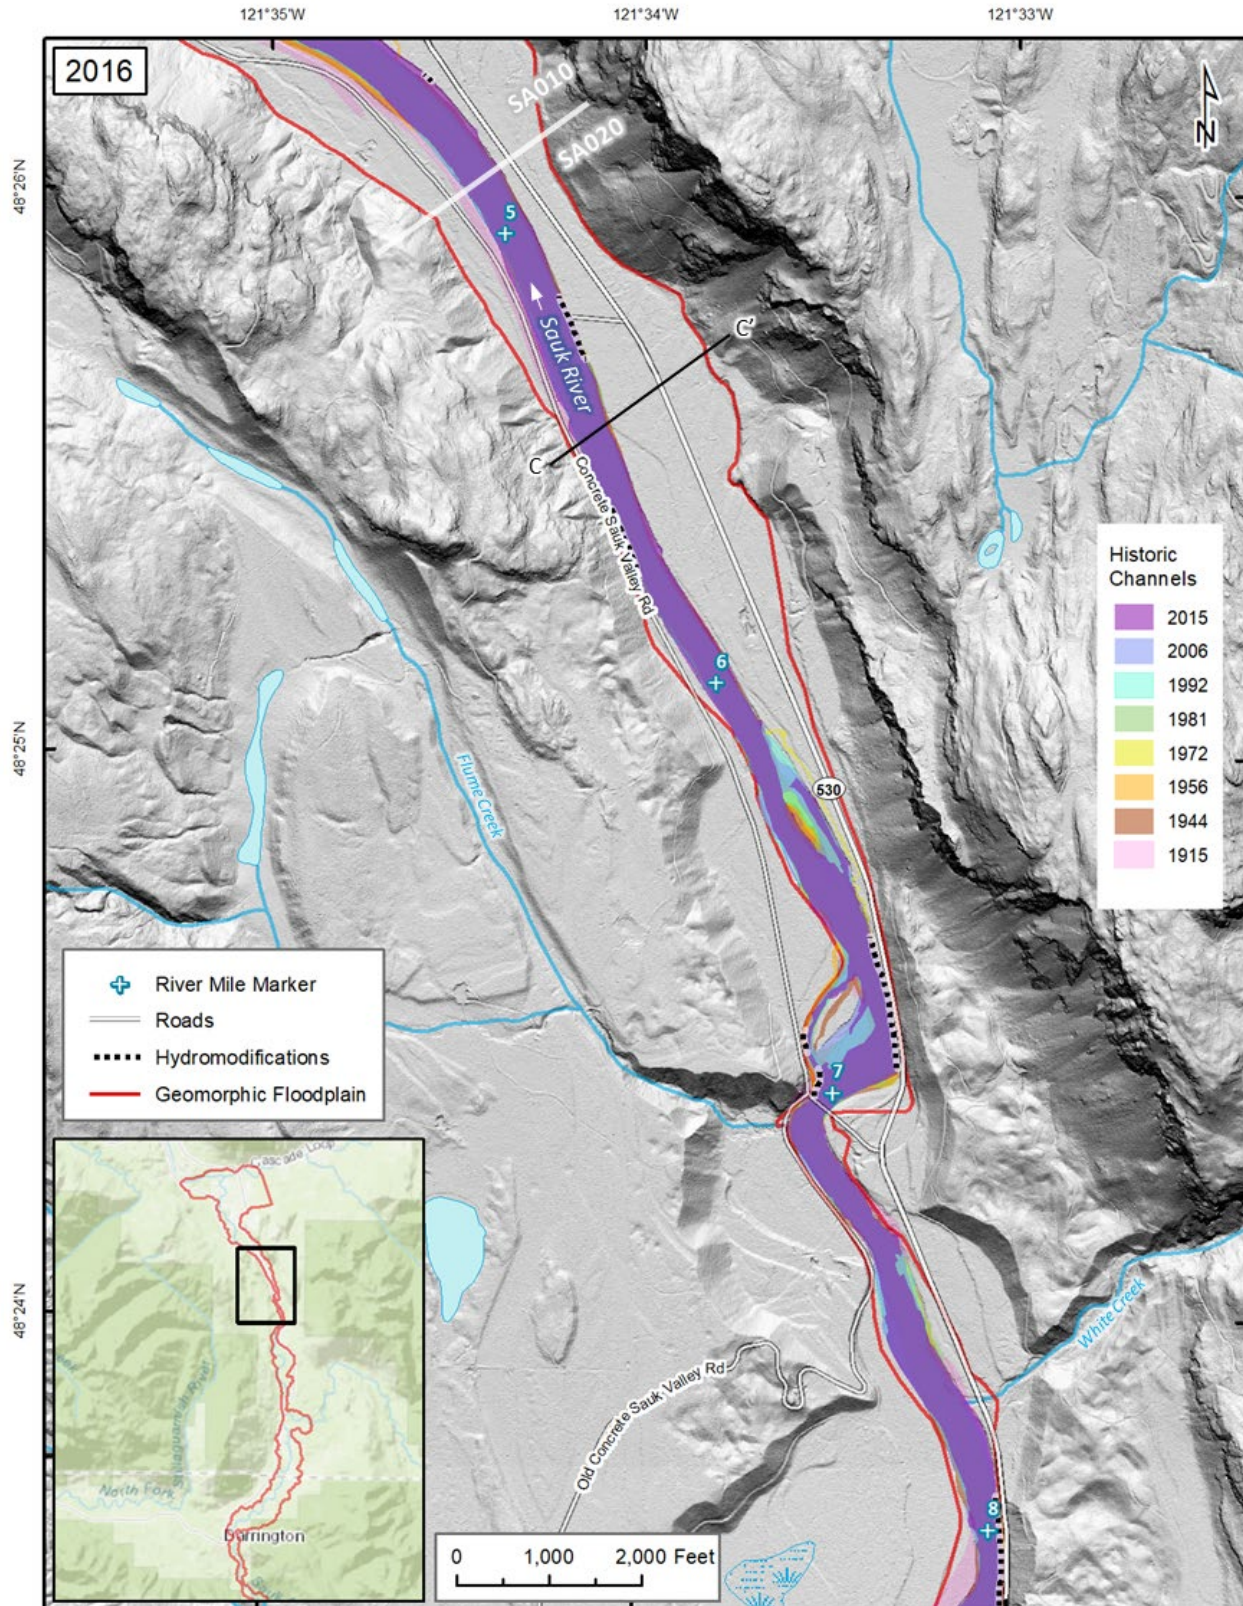 121°35'W
121°34'W
121°33'W
2016
N
SA010
SA020
48°26'N
5
Sauk River
C'
C
Concrete Sauk Valley Rd
6
48°25'N
Flume Creek
530
Historic
Channels
2015
2006
1992
1981
1972
1956
1944
1915
River Mile Marker
Roads
Hydromodifications
Geomorphic Floodplain
7
Cascade Loop
48°24'N
White Creek
Old Concrete Sauk Valley Rd
Stillaguamish River
North Fork
Darrington
Sauk
8
0 1,000 2,000 Feet